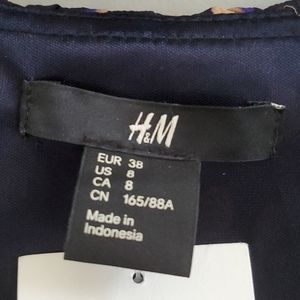 H&M
EUR 38
US 8
CA 8
CN 165/88A
Made in
Indonesia